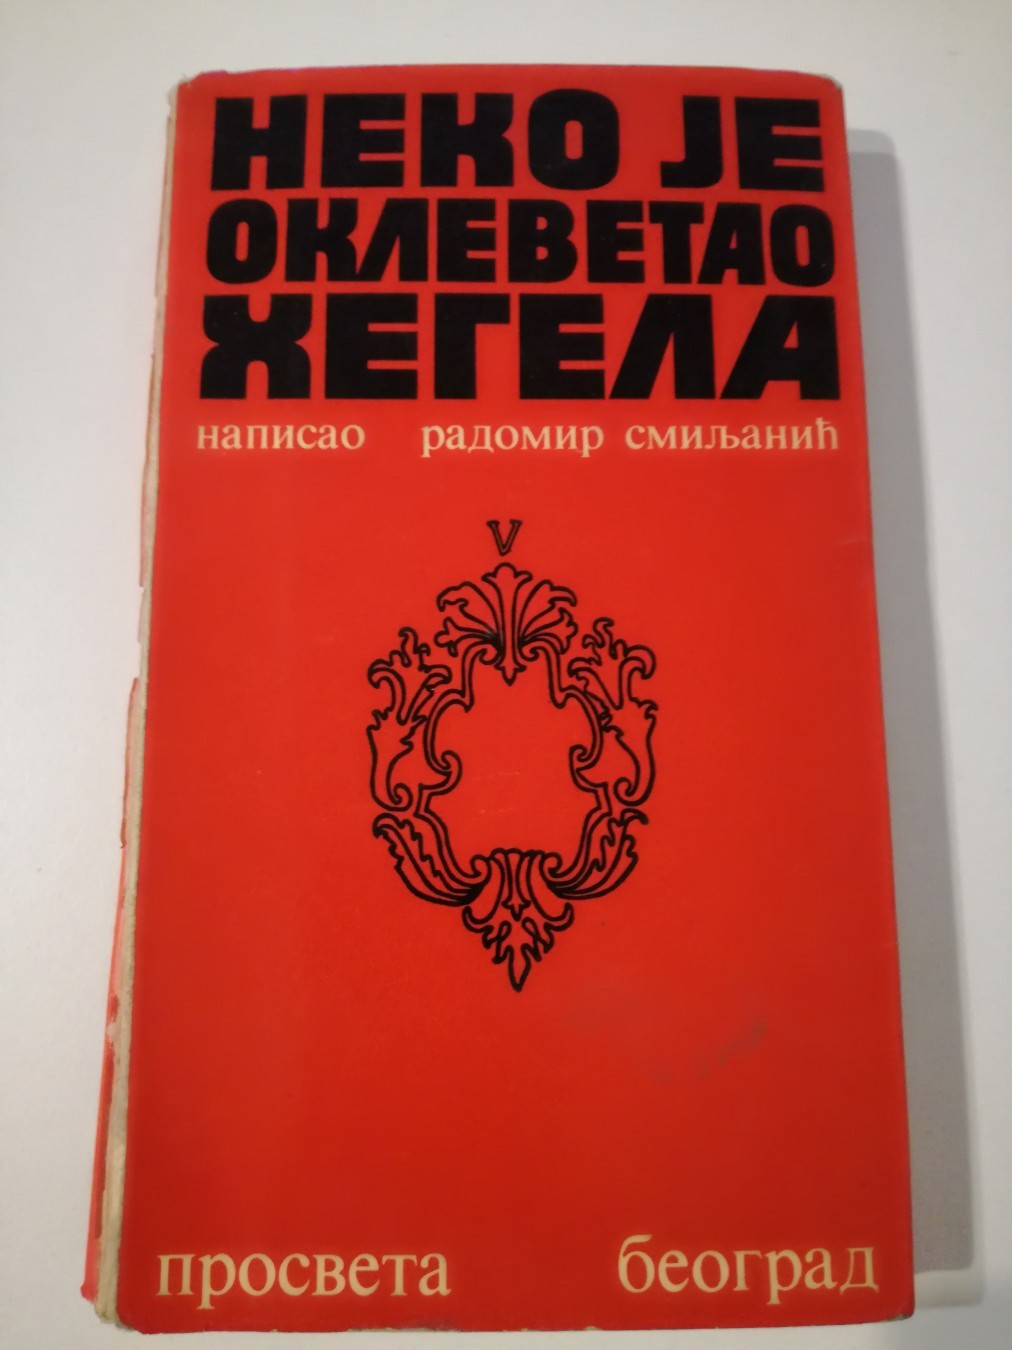 НЕКО ЈЕ
ОКЛЕВЕТАО
ХЕГЕЛА
написао радомир смиљанић
V
просвета београд